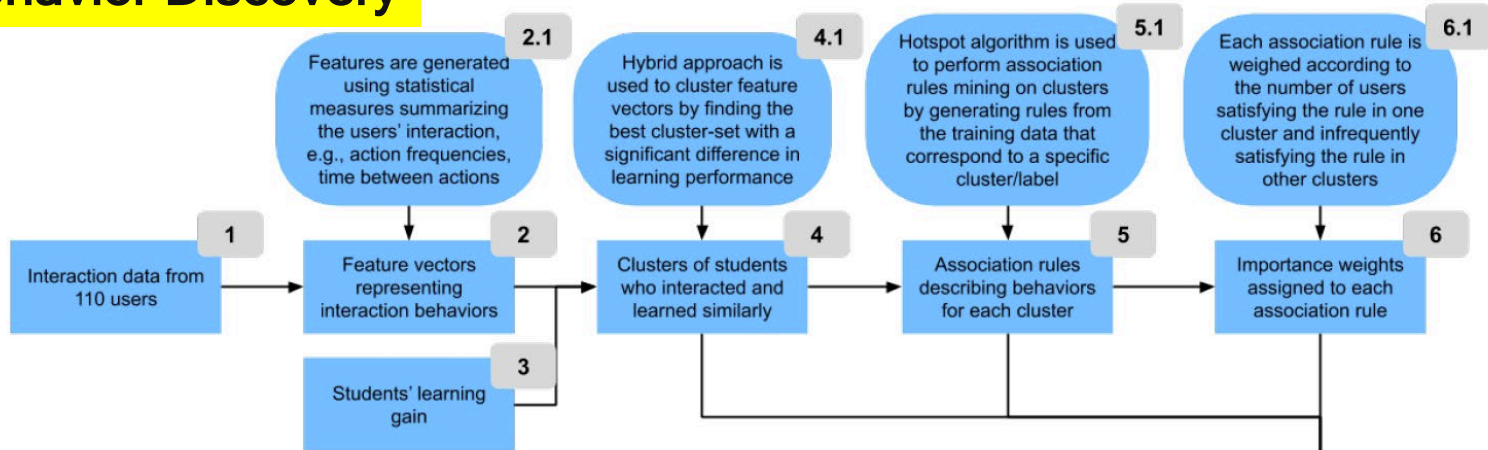 2.1
Features are generated
using statistical
measures summarizing
the users' interaction,
e.g., action frequencies,
time between actions
4.1
Hybrid approach is
used to cluster feature
vectors by finding the
best cluster-set with a
significant difference in
learning performance
5.1
Hotspot algorithm is used
to perform association
rules mining on clusters
by generating rules from
the training data that
correspond to a specific
cluster/label
6.1
Each association rule is
weighed according to
the number of users
satisfying the rule in one
cluster and infrequently
satisfying the rule in
other clusters
1
Interaction data from
110 users
2
Feature vectors
representing
interaction behaviors
3
Students' learning
gain
4
Clusters of students
who interacted and
learned similarly
5
Association rules
describing behaviors
for each cluster
6
Importance weights
assigned to each
association rule